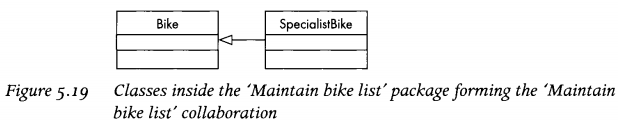 Bike
SpecialistBike
Figure 5.19 Classes inside the ‘Maintain bike list’ package forming the ‘Maintain
bike list’ collaboration